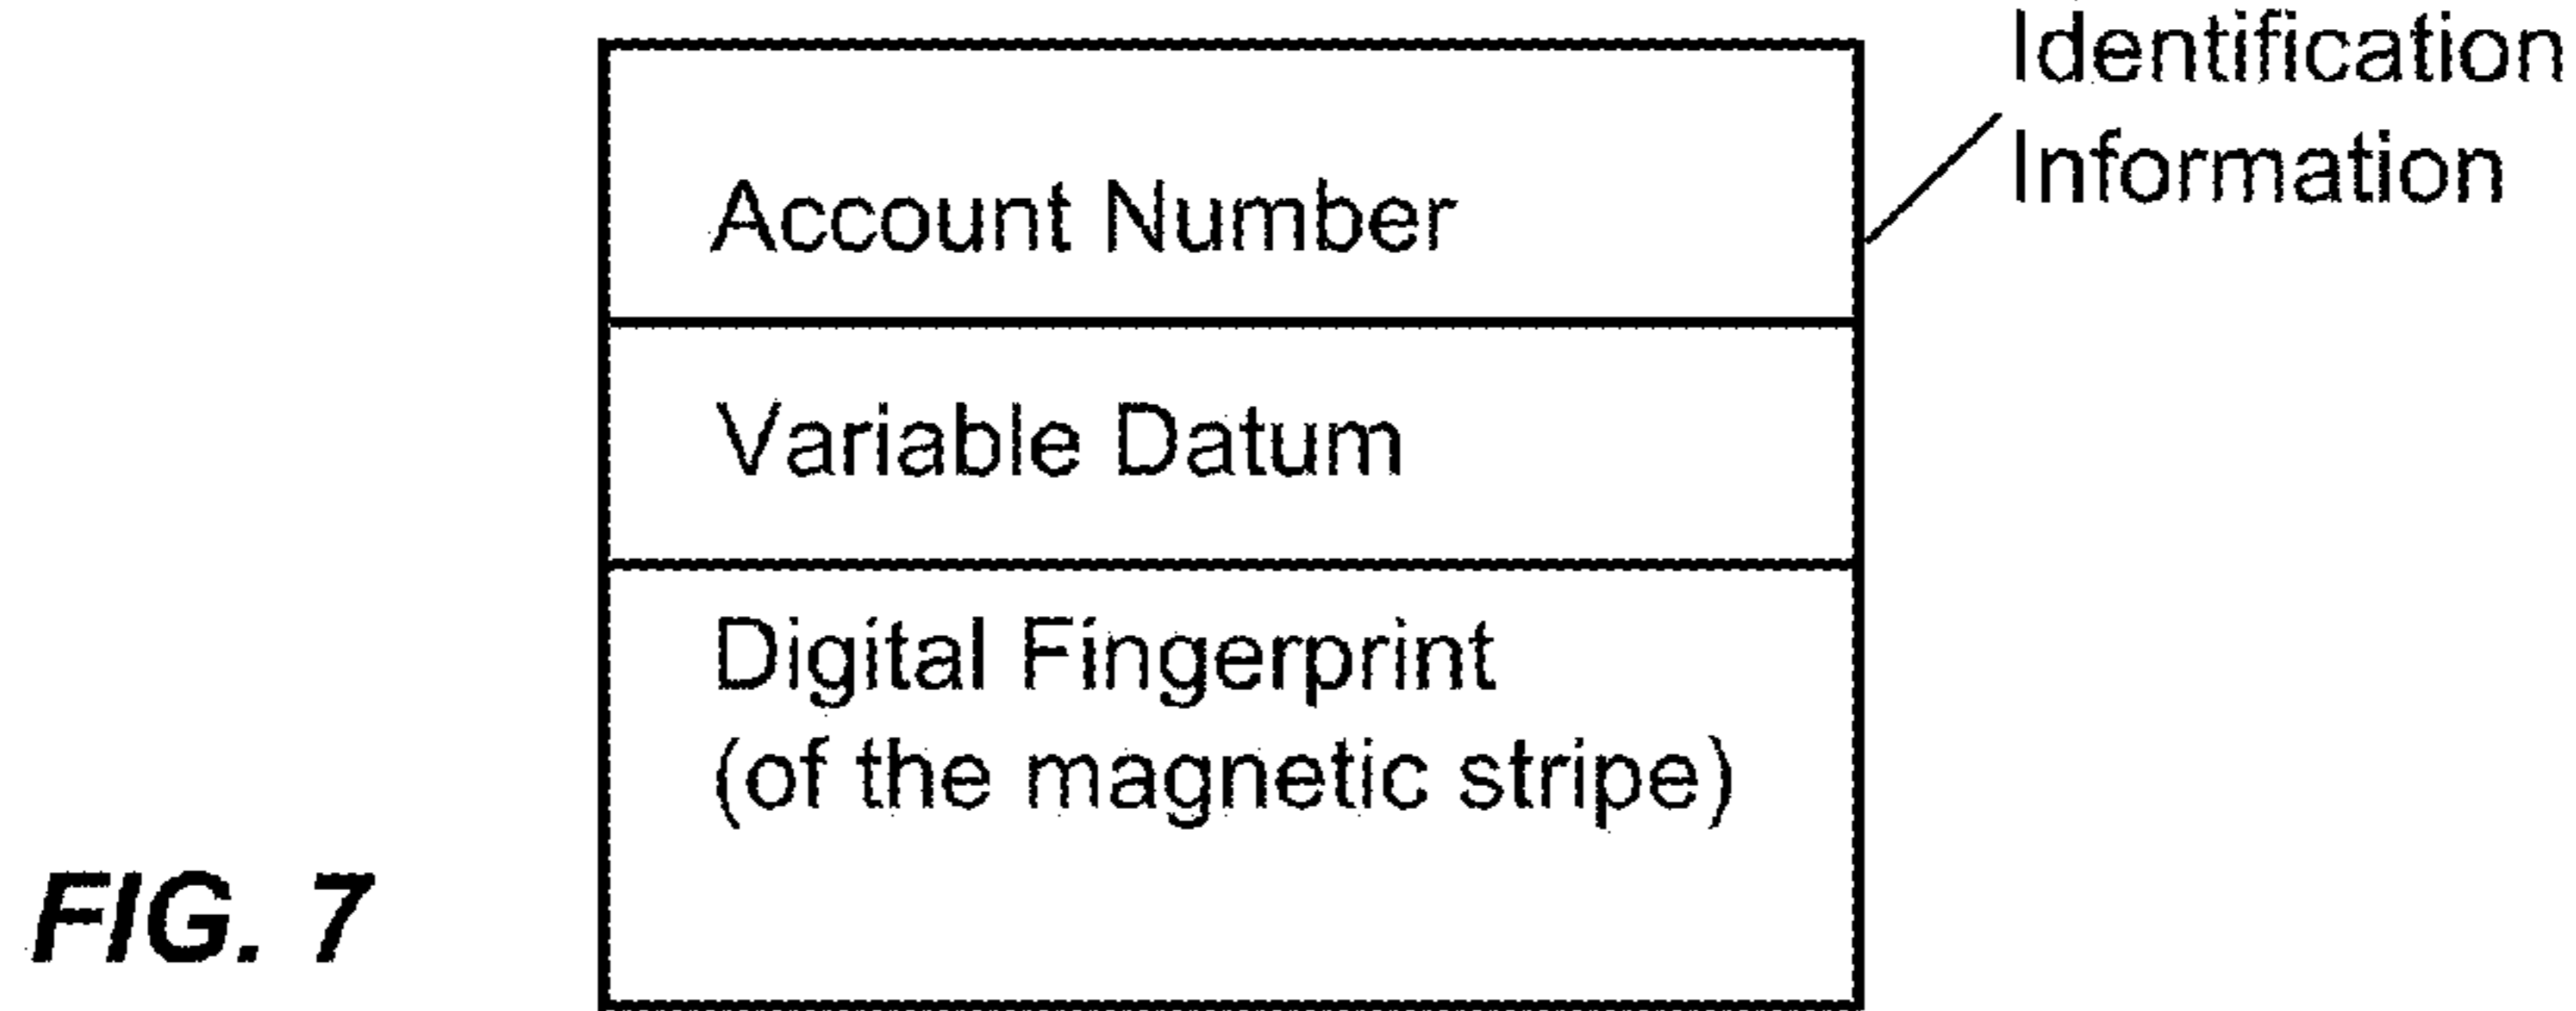 Identification
Information
Account Number
Variable Datum
Digital Fingerprint
(of the magnetic stripe)
FIG. 7